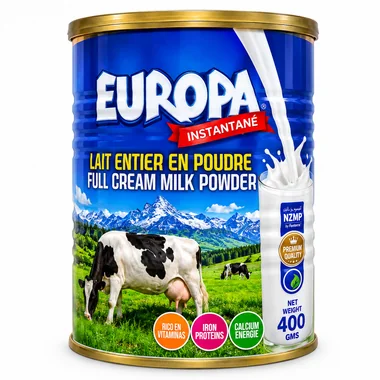 EUROPA®
INSTANTANÉ
LAIT ENTIER EN POUDRE
FULL CREAM MILK POWDER
NZMP
PREMIUM
QUALITY
RICO EN
VITAMINAS
IRON
PROTEINS
CALCIUM
ENERGIE
NET
WEIGHT
400
GMS